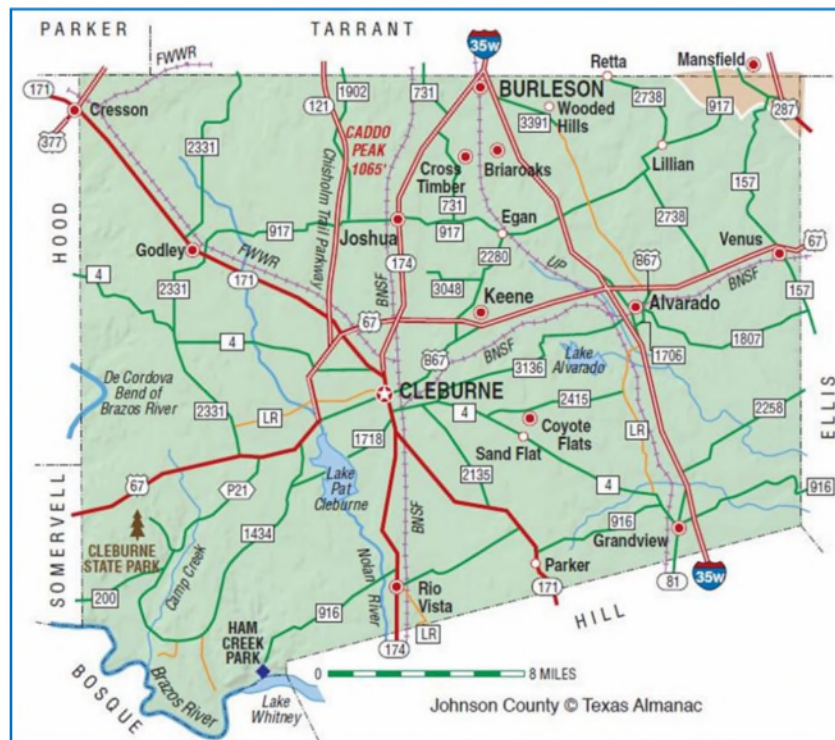 PARKER
TARRANT
FWWR
35W
Retta
Mansfield
171
Cresson
1902
731
BURLESON
Wooded
Hills
2738
917
287
377
121
3391
2331
CADDO
PEAK
1065'
Chisholm Trail Parkway
Cross
Timber
Briaroaks
Lillian
157
HOOD
731
Egan
2738
917
Joshua
917
Godley
FWWR
171
174
BNSF
2280
UP
Venus
67
4
2331
3048
Keene
B67
Alvarado
BNSF
157
67
4
B67
BNSF
Lake
Alvarado
1706
1807
De Cordova
Bend of
Brazos River
3136
CLEBURNE
2331
LR
4
2415
2258
ELLIS
1718
Coyote
Flats
LR
Sand Flat
67
P21
Lake
Pat
Cleburne
2135
4
916
SOMERVELL
CLEBURNE
STATE PARK
1434
BNSF
916
Grandview
Camp Creek
Nolan
River
Parker
200
916
Rio
Vista
171
81
35W
HAM
CREEK
PARK
LR
HILL
174
BOSQUE
Brazos River
0
8 MILES
Lake
Whitney
Johnson County © Texas Almanac